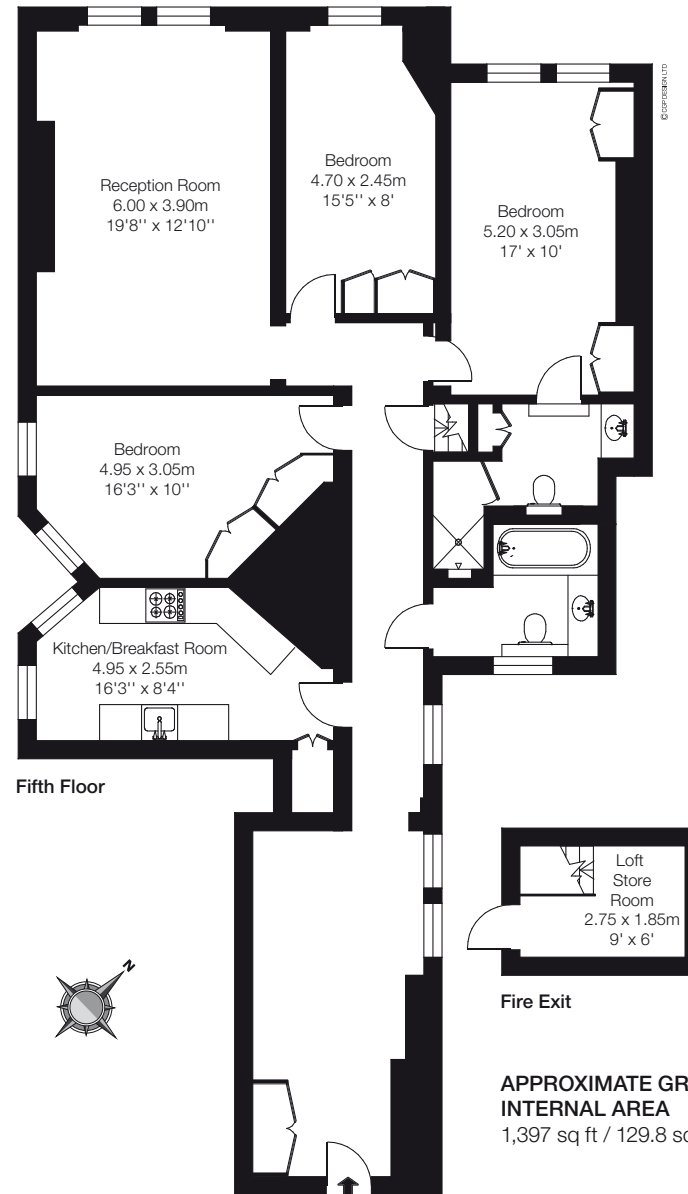 © CGP DESIGN LTD
Reception Room
6.00 x 3.90m
19'8'' x 12'10''
Bedroom
4.70 x 2.45m
15'5'' x 8'
Bedroom
5.20 x 3.05m
17' x 10'
Bedroom
4.95 x 3.05m
16'3'' x 10''
Kitchen/Breakfast Room
4.95 x 2.55m
16'3'' x 8'4''
Fifth Floor
Loft
Store
Room
2.75 x 1.85m
9' x 6'
Fire Exit
N
APPROXIMATE GR
INTERNAL AREA
1,397 sq ft / 129.8 sq